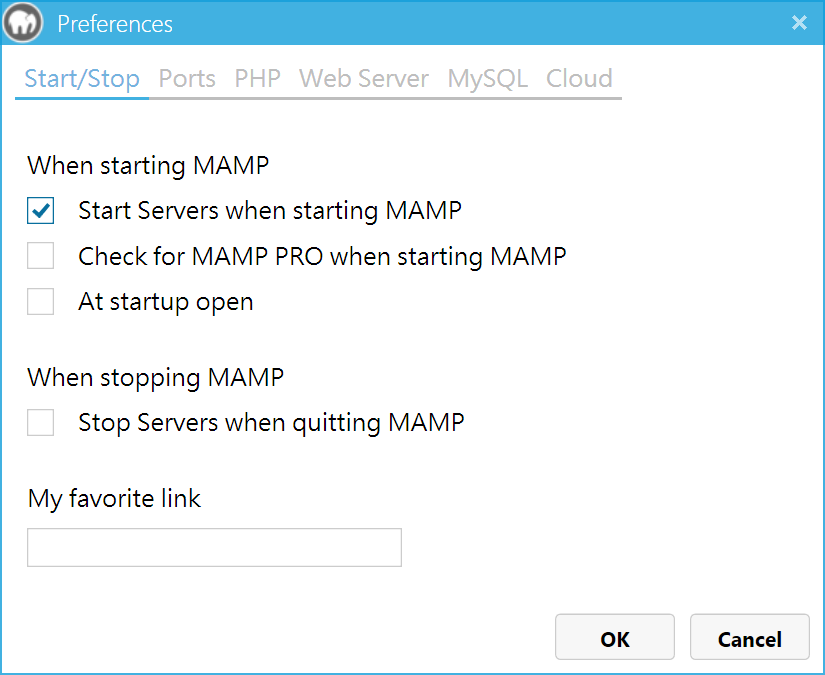 Preferences
Start/Stop Ports PHP Web Server MySQL Cloud
When starting MAMP
Start Servers when starting MAMP
Check for MAMP PRO when starting MAMP
At startup open
When stopping MAMP
Stop Servers when quitting MAMP
My favorite link
OK Cancel